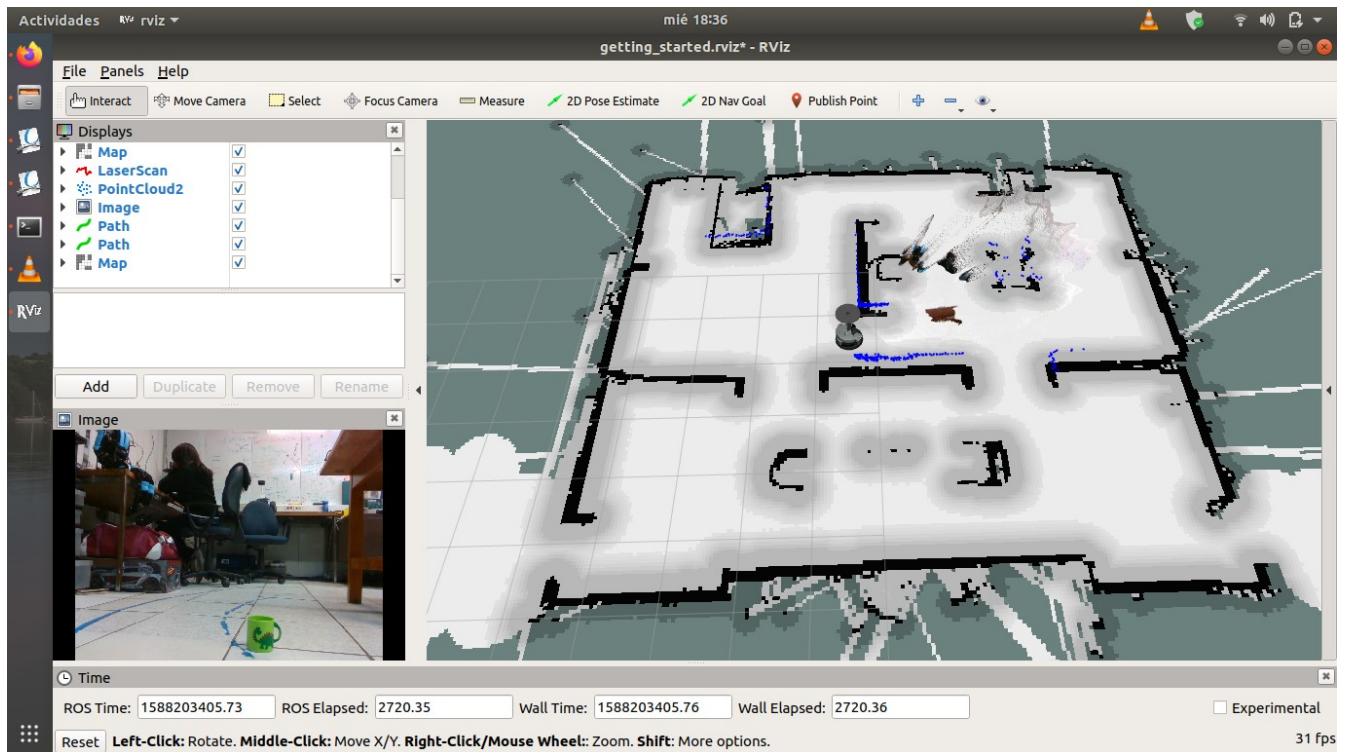 Actividades RViz rviz mié 18:36
getting_started.rviz* - RViz
File Panels Help
Interact Move Camera Select Focus Camera Measure 2D Pose Estimate 2D Nav Goal Publish Point
Displays
Map
LaserScan
PointCloud2
Image
Path
Path
Map
RViz
Add Duplicate Remove Rename
Image
Time
ROS Time: 1588203405.73 ROS Elapsed: 2720.35 Wall Time: 1588203405.76 Wall Elapsed: 2720.36 Experimental
Reset Left-Click: Rotate. Middle-Click: Move X/Y. Right-Click/Mouse Wheel:: Zoom. Shift: More options. 31 fps